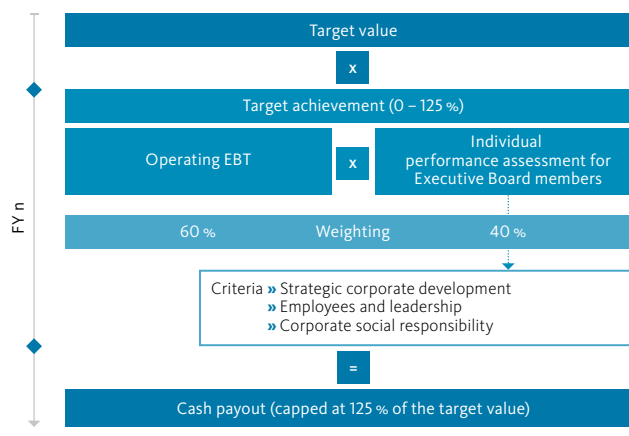 Target value
x
Target achievement (0 – 125 %)
Operating EBT
x
Individual
performance assessment for
Executive Board members
FY n
60 % Weighting 40 %
Criteria » Strategic corporate development
» Employees and leadership
» Corporate social responsibility
=
Cash payout (capped at 125 % of the target value)